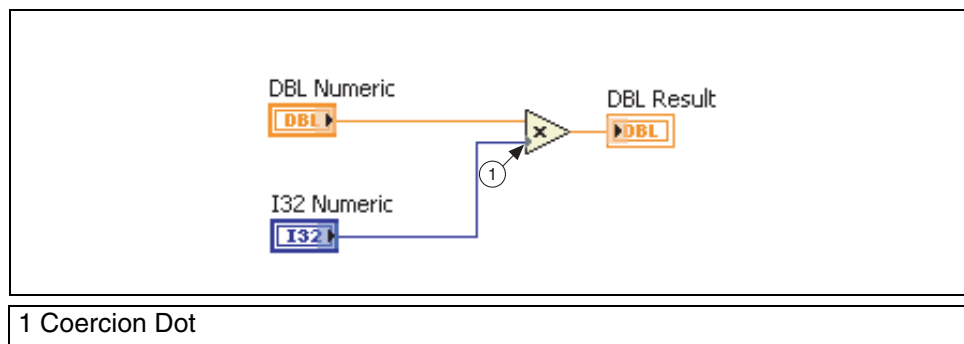 DBL Numeric
DBL
×
DBL Result
DBL
1
I32 Numeric
I32
1 Coercion Dot